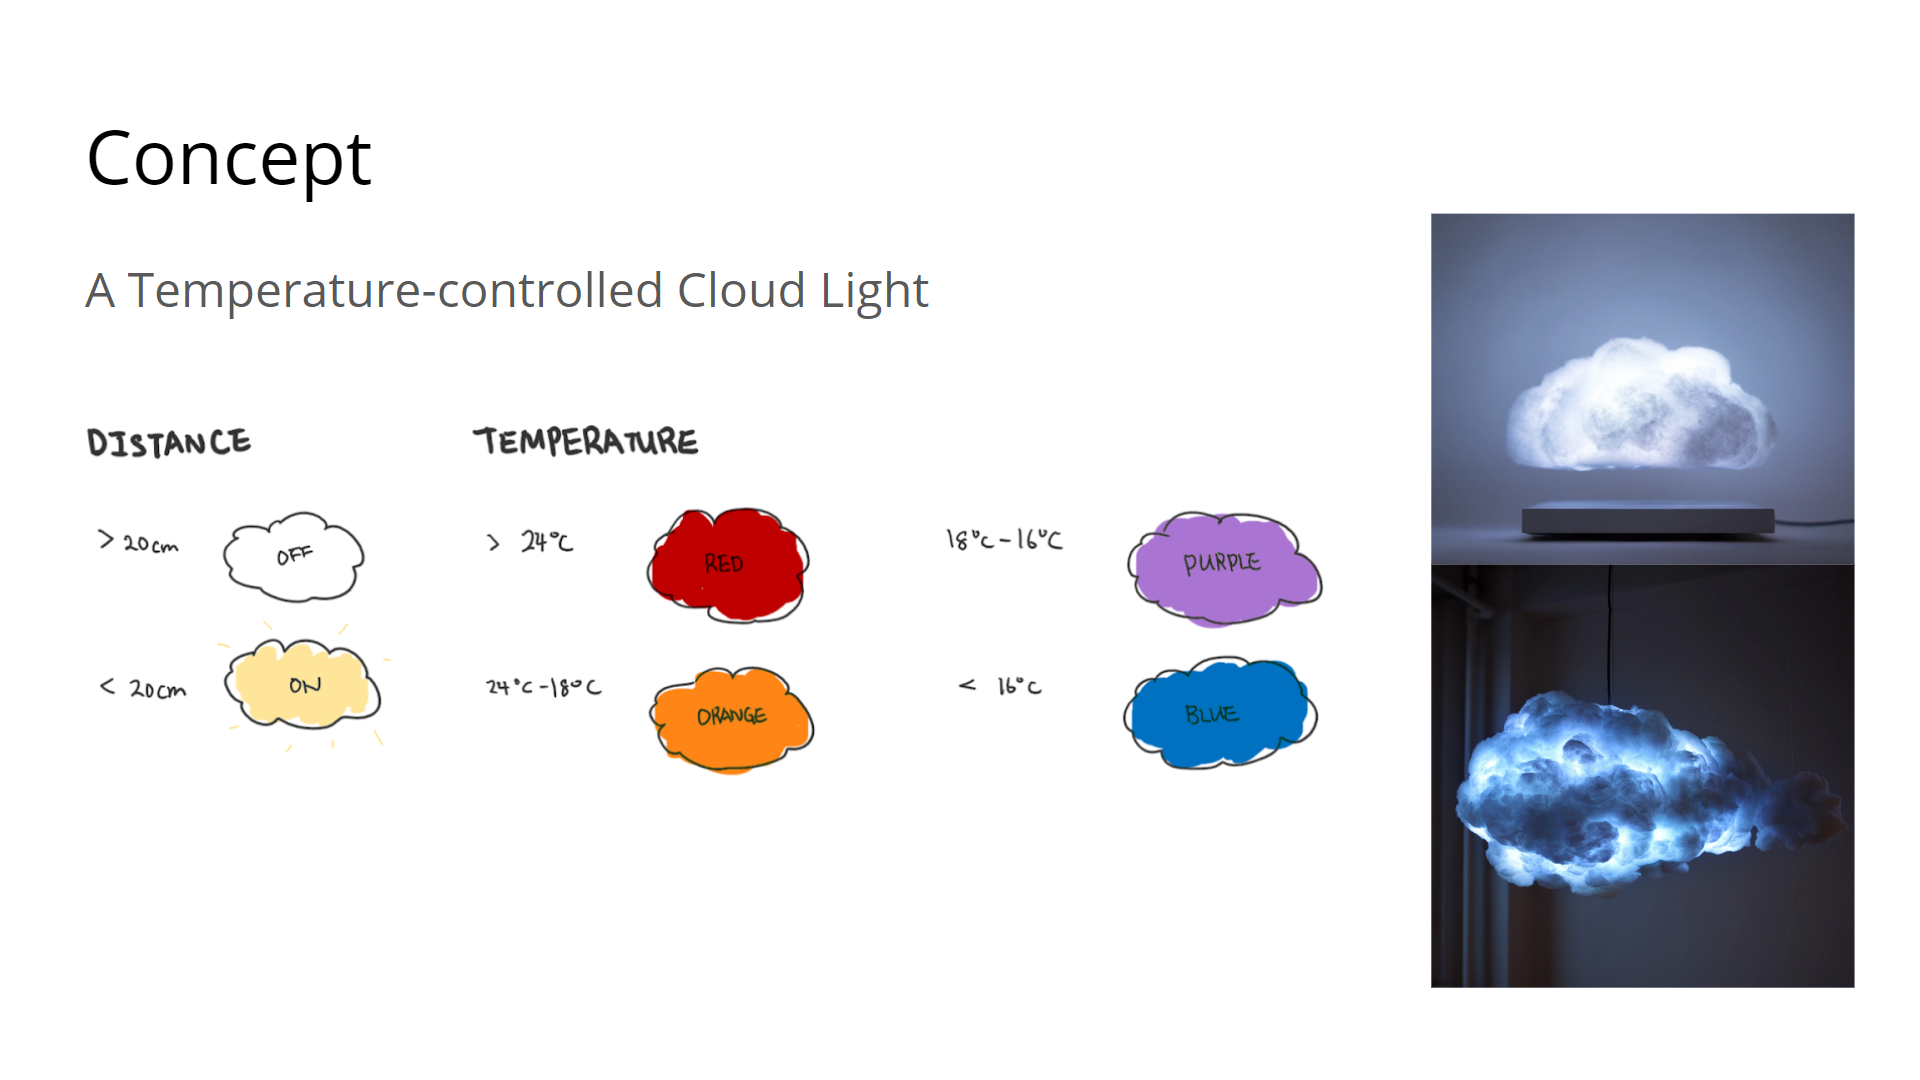 Concept
A Temperature-controlled Cloud Light
DISTANCE
> 20cm
OFF
< 20cm
ON
TEMPERATURE
> 24°C
RED
24°C-18°C
ORANGE
18°C-16°C
PURPLE
< 16°C
BLUE